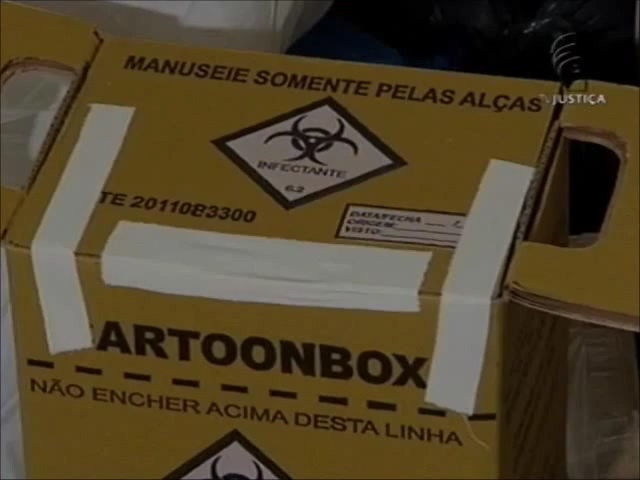 MANUSEIE SOMENTE PELAS ALÇAS
TV JUSTIÇA
INFECTANTE
6.2
TE 20110B3300
DATA/FECHA
ORIGEM:
VISTO:
ARTOONBOX
NÃO ENCHER ACIMA DESTA LINHA